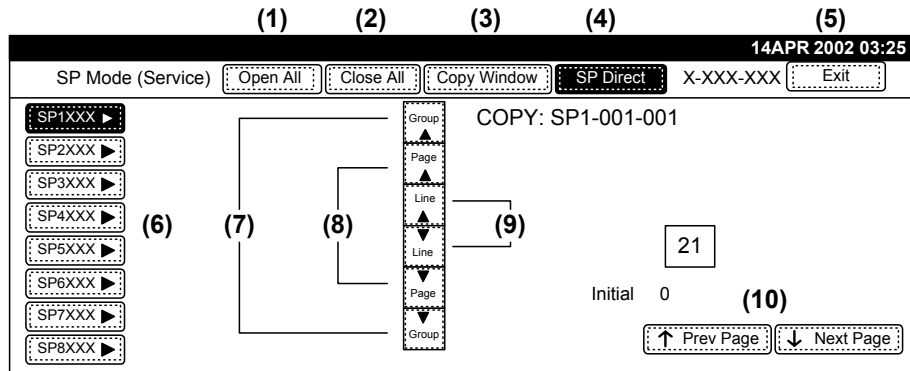 (1) (2) (3) (4) (5)
14APR 2002 03:25
SP Mode (Service) Open All Close All Copy Window SP Direct X-XXX-XXX Exit
SP1XXX ▶ Group ▲ COPY: SP1-001-001
SP2XXX ▶ Page ▲
SP3XXX ▶ Line ▲
SP4XXX ▶ (6) (7) (8) (9)
SP5XXX ▶ ▼ Line 21
SP6XXX ▶ ▼ Page Initial 0 (10)
SP7XXX ▶ ▼ Group ↑ Prev Page ↓ Next Page
SP8XXX ▶